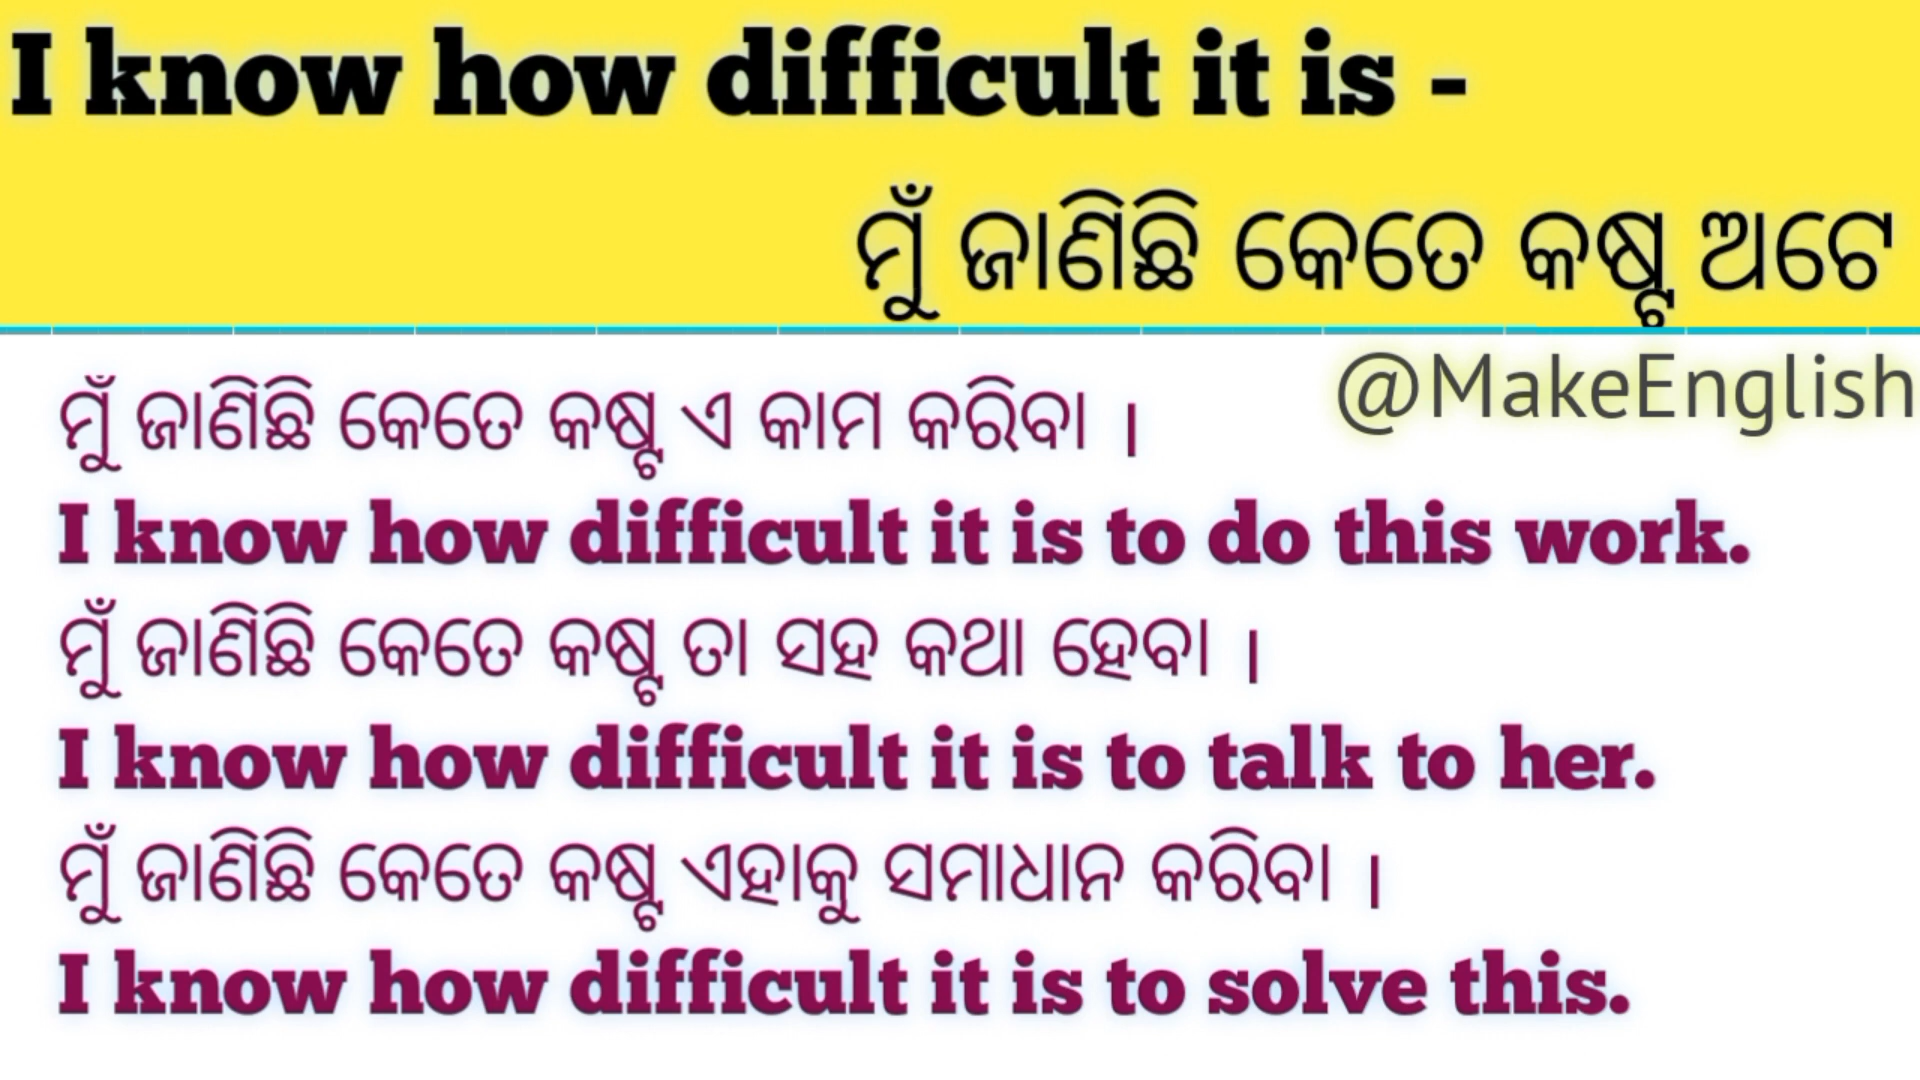 I know how difficult it is -
ମୁଁ ଜାଣିଛି କେତେ କଷ୍ଟ ଅଟେ
@MakeEnglish
ମୁଁ ଜାଣିଛି କେତେ କଷ୍ଟ ଏ କାମ କରିବା ।
I know how difficult it is to do this work.
ମୁଁ ଜାଣିଛି କେତେ କଷ୍ଟ ତା ସହ କଥା ହେବା ।
I know how difficult it is to talk to her.
ମୁଁ ଜାଣିଛି କେତେ କଷ୍ଟ ଏହାକୁ ସମାଧାନ କରିବା ।
I know how difficult it is to solve this.